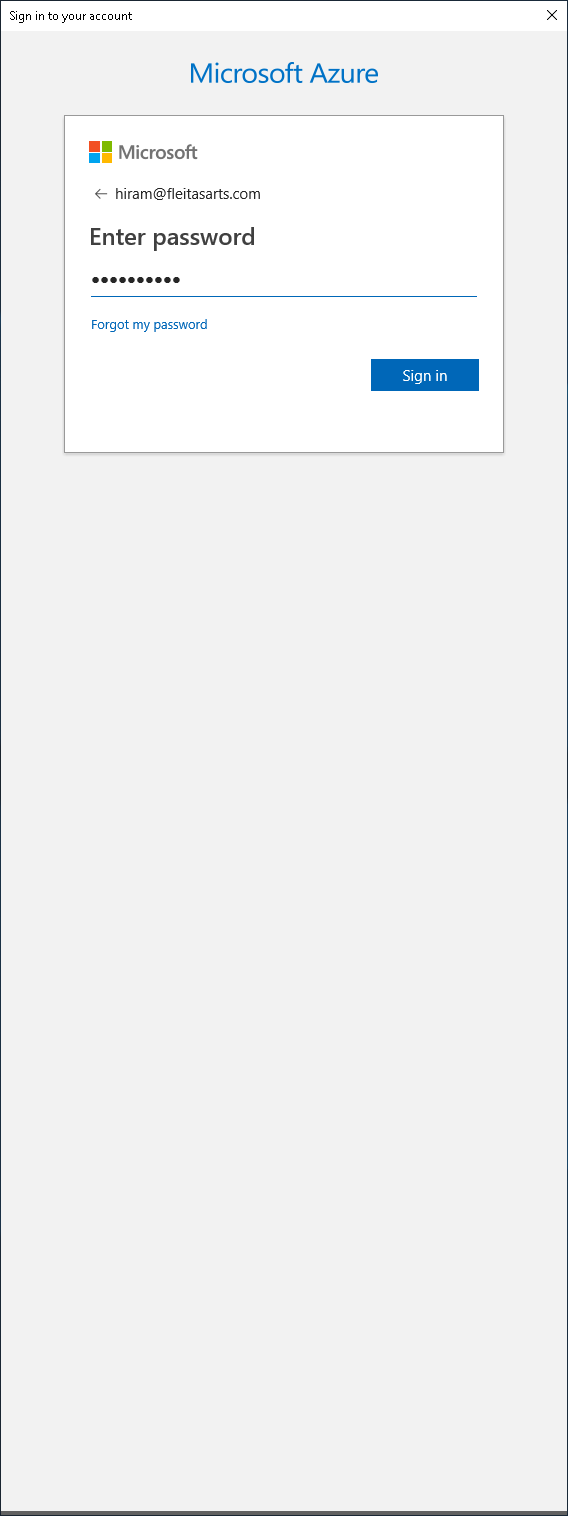 Sign in to your account
Microsoft Azure
Microsoft
hiram@fleitasarts.com
Enter password
••••••••••
Forgot my password
Sign in